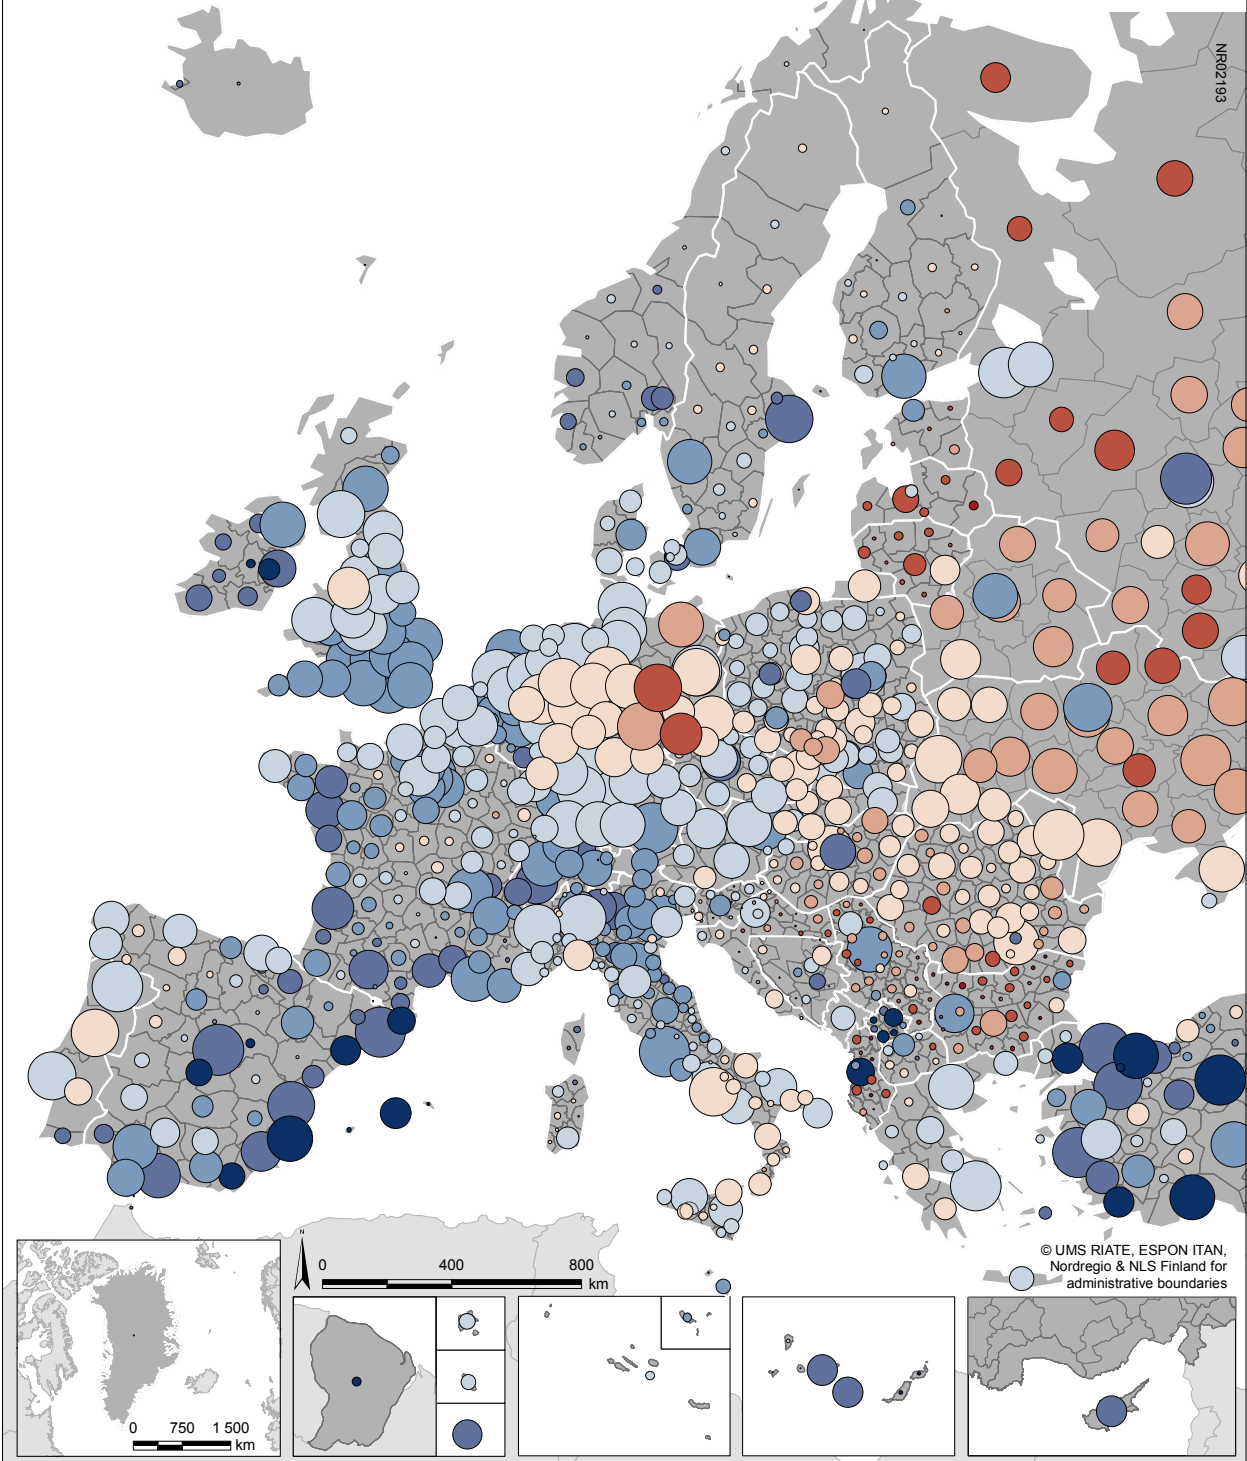 NR02193
N
0 400 800
km
© UMS RIATE, ESPON ITAN,
Nordregio & NLS Finland for
administrative boundaries
0 750 1 500
km